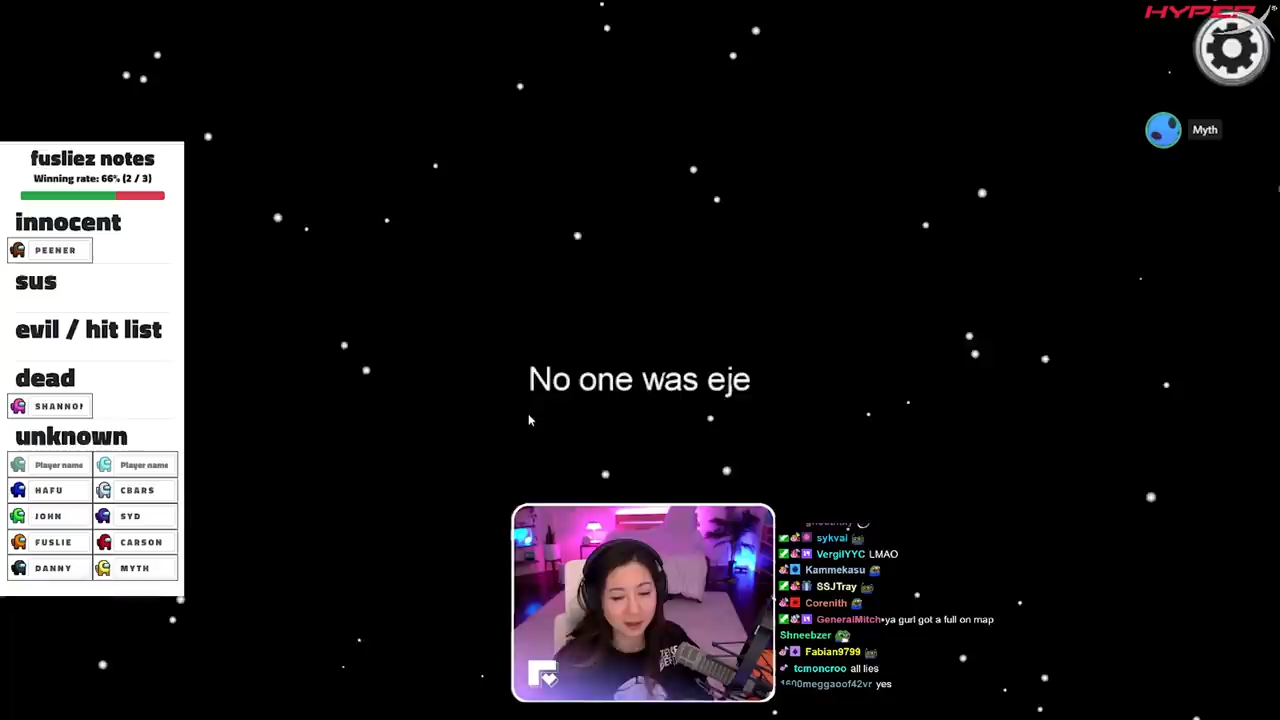 HYPER
Myth
fusliez notes
Winning rate: 66% (2 / 3)
innocent
PEENER
sus
evil / hit list
dead
SHANNO
unknown
Player name Player name
HAFU CBARS
JOHN SYD
FUSLIE CARSON
DANNY MYTH
No one was eje
sykval
VergilYYC LMAO
Kammekasu
SSJTray
Corenith
GeneralMitch ya gurl got a full on map
Shneebzer
Fabian9799
tcmoncroo all lies
1600meggaoof42vr yes